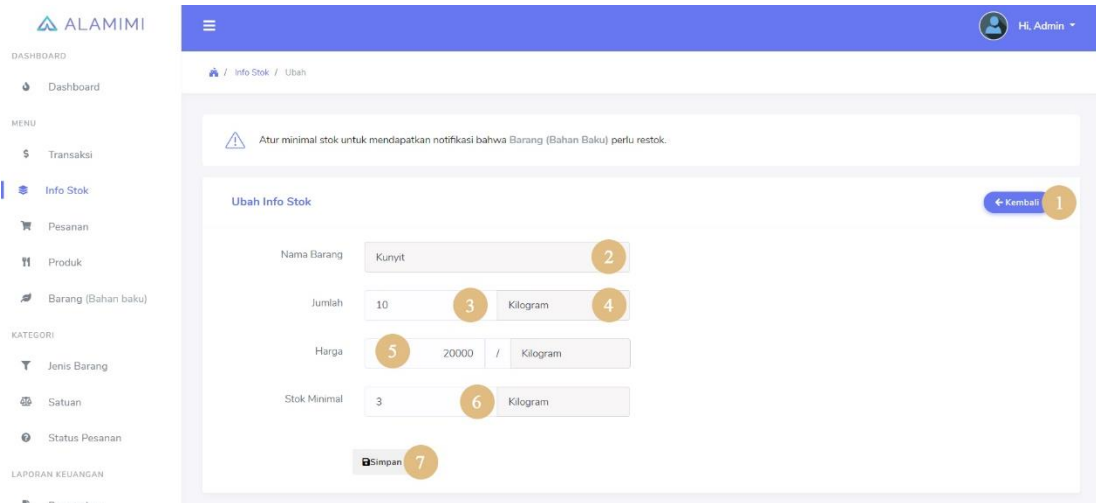 ALAMIMI
Hi, Admin
DASHBOARD
Dashboard
MENU
Transaksi
Info Stok
Pesanan
Produk
Barang (Bahan baku)
KATEGORI
Jenis Barang
Satuan
Status Pesanan
LAPORAN KEUANGAN
/ Info Stok / Ubah
Atur minimal stok untuk mendapatkan notifikasi bahwa Barang (Bahan Baku) perlu restok.
Ubah Info Stok
Kembali 1
Nama Barang Kunyit 2
Jumlah 10 3 Kilogram 4
Harga 5 20000 / Kilogram
Stok Minimal 3 6 Kilogram
Simpan 7